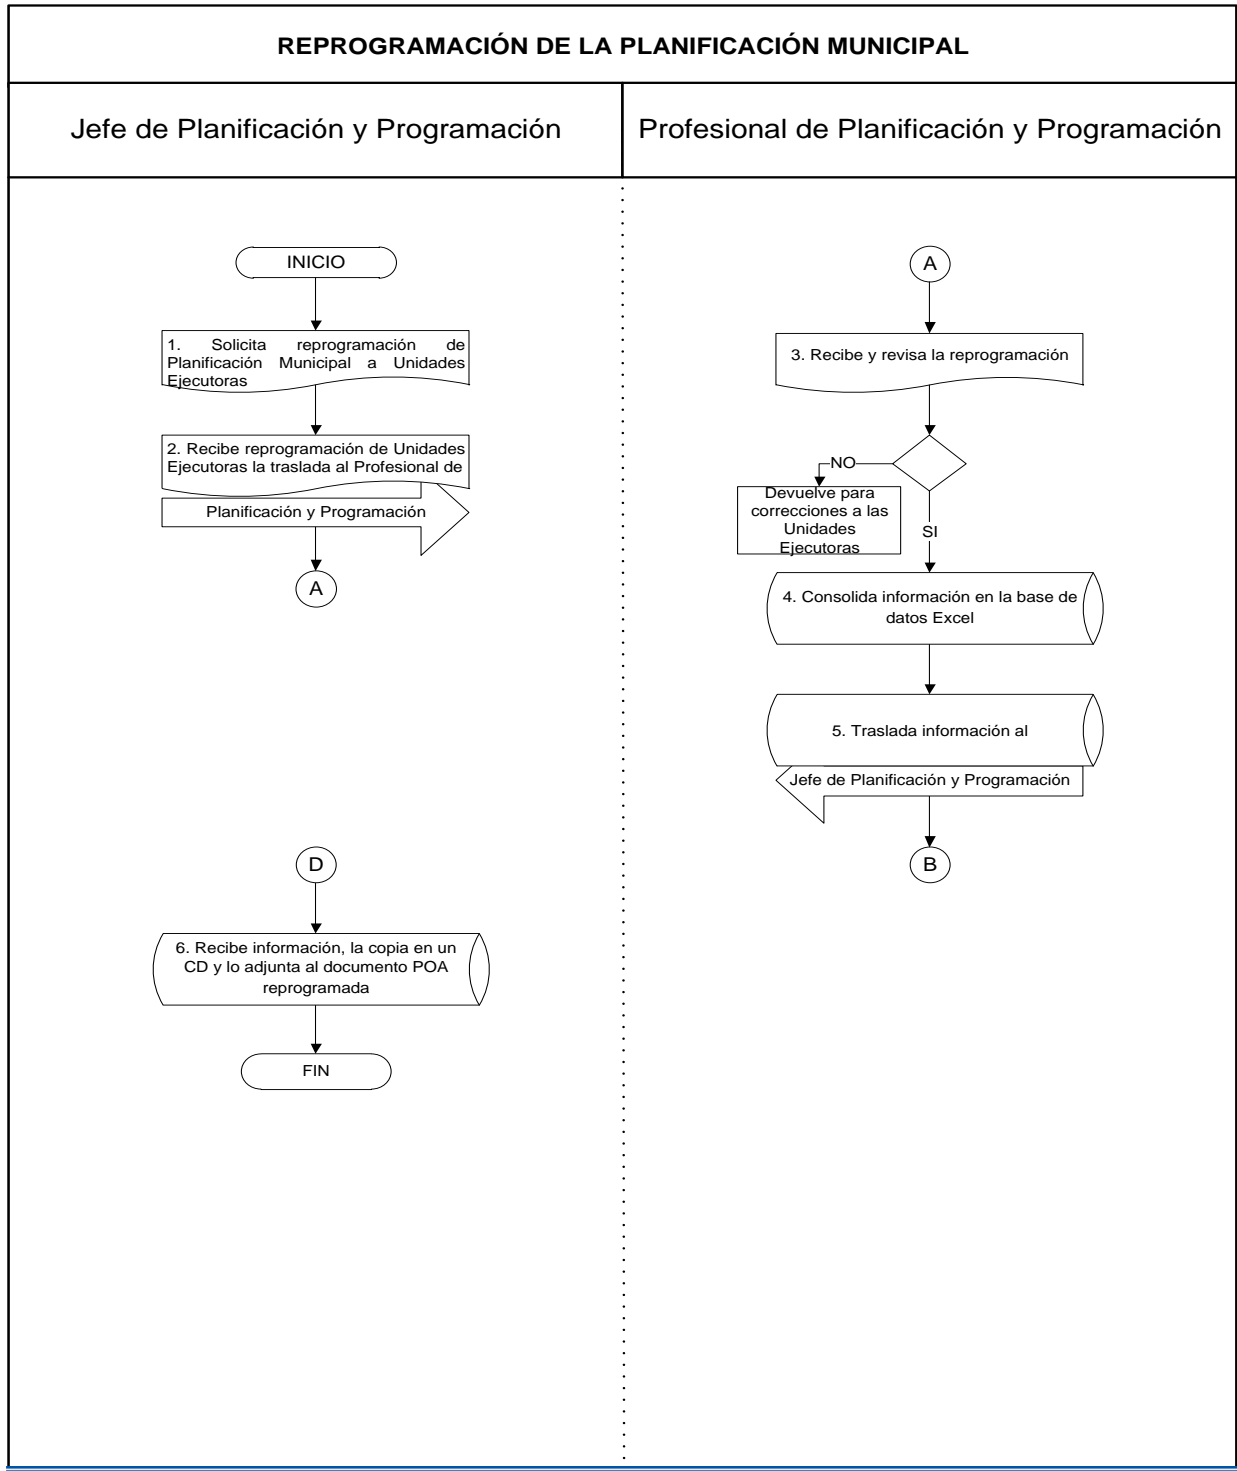 REPROGRAMACIÓN DE LA PLANIFICACIÓN MUNICIPAL
Jefe de Planificación y Programación
Profesional de Planificación y Programación
INICIO
1. Solicita reprogramación de
Planificación Municipal a Unidades
Ejecutoras
2. Recibe reprogramación de Unidades
Ejecutoras la traslada al Profesional de
Planificación y Programación
A
A
3. Recibe y revisa la reprogramación
NO
Devuelve para
correcciones a las
Unidades
Ejecutoras
SI
4. Consolida información en la base de
datos Excel
5. Traslada información al
Jefe de Planificación y Programación
B
D
6. Recibe información, la copia en un
CD y lo adjunta al documento POA
reprogramada
FIN